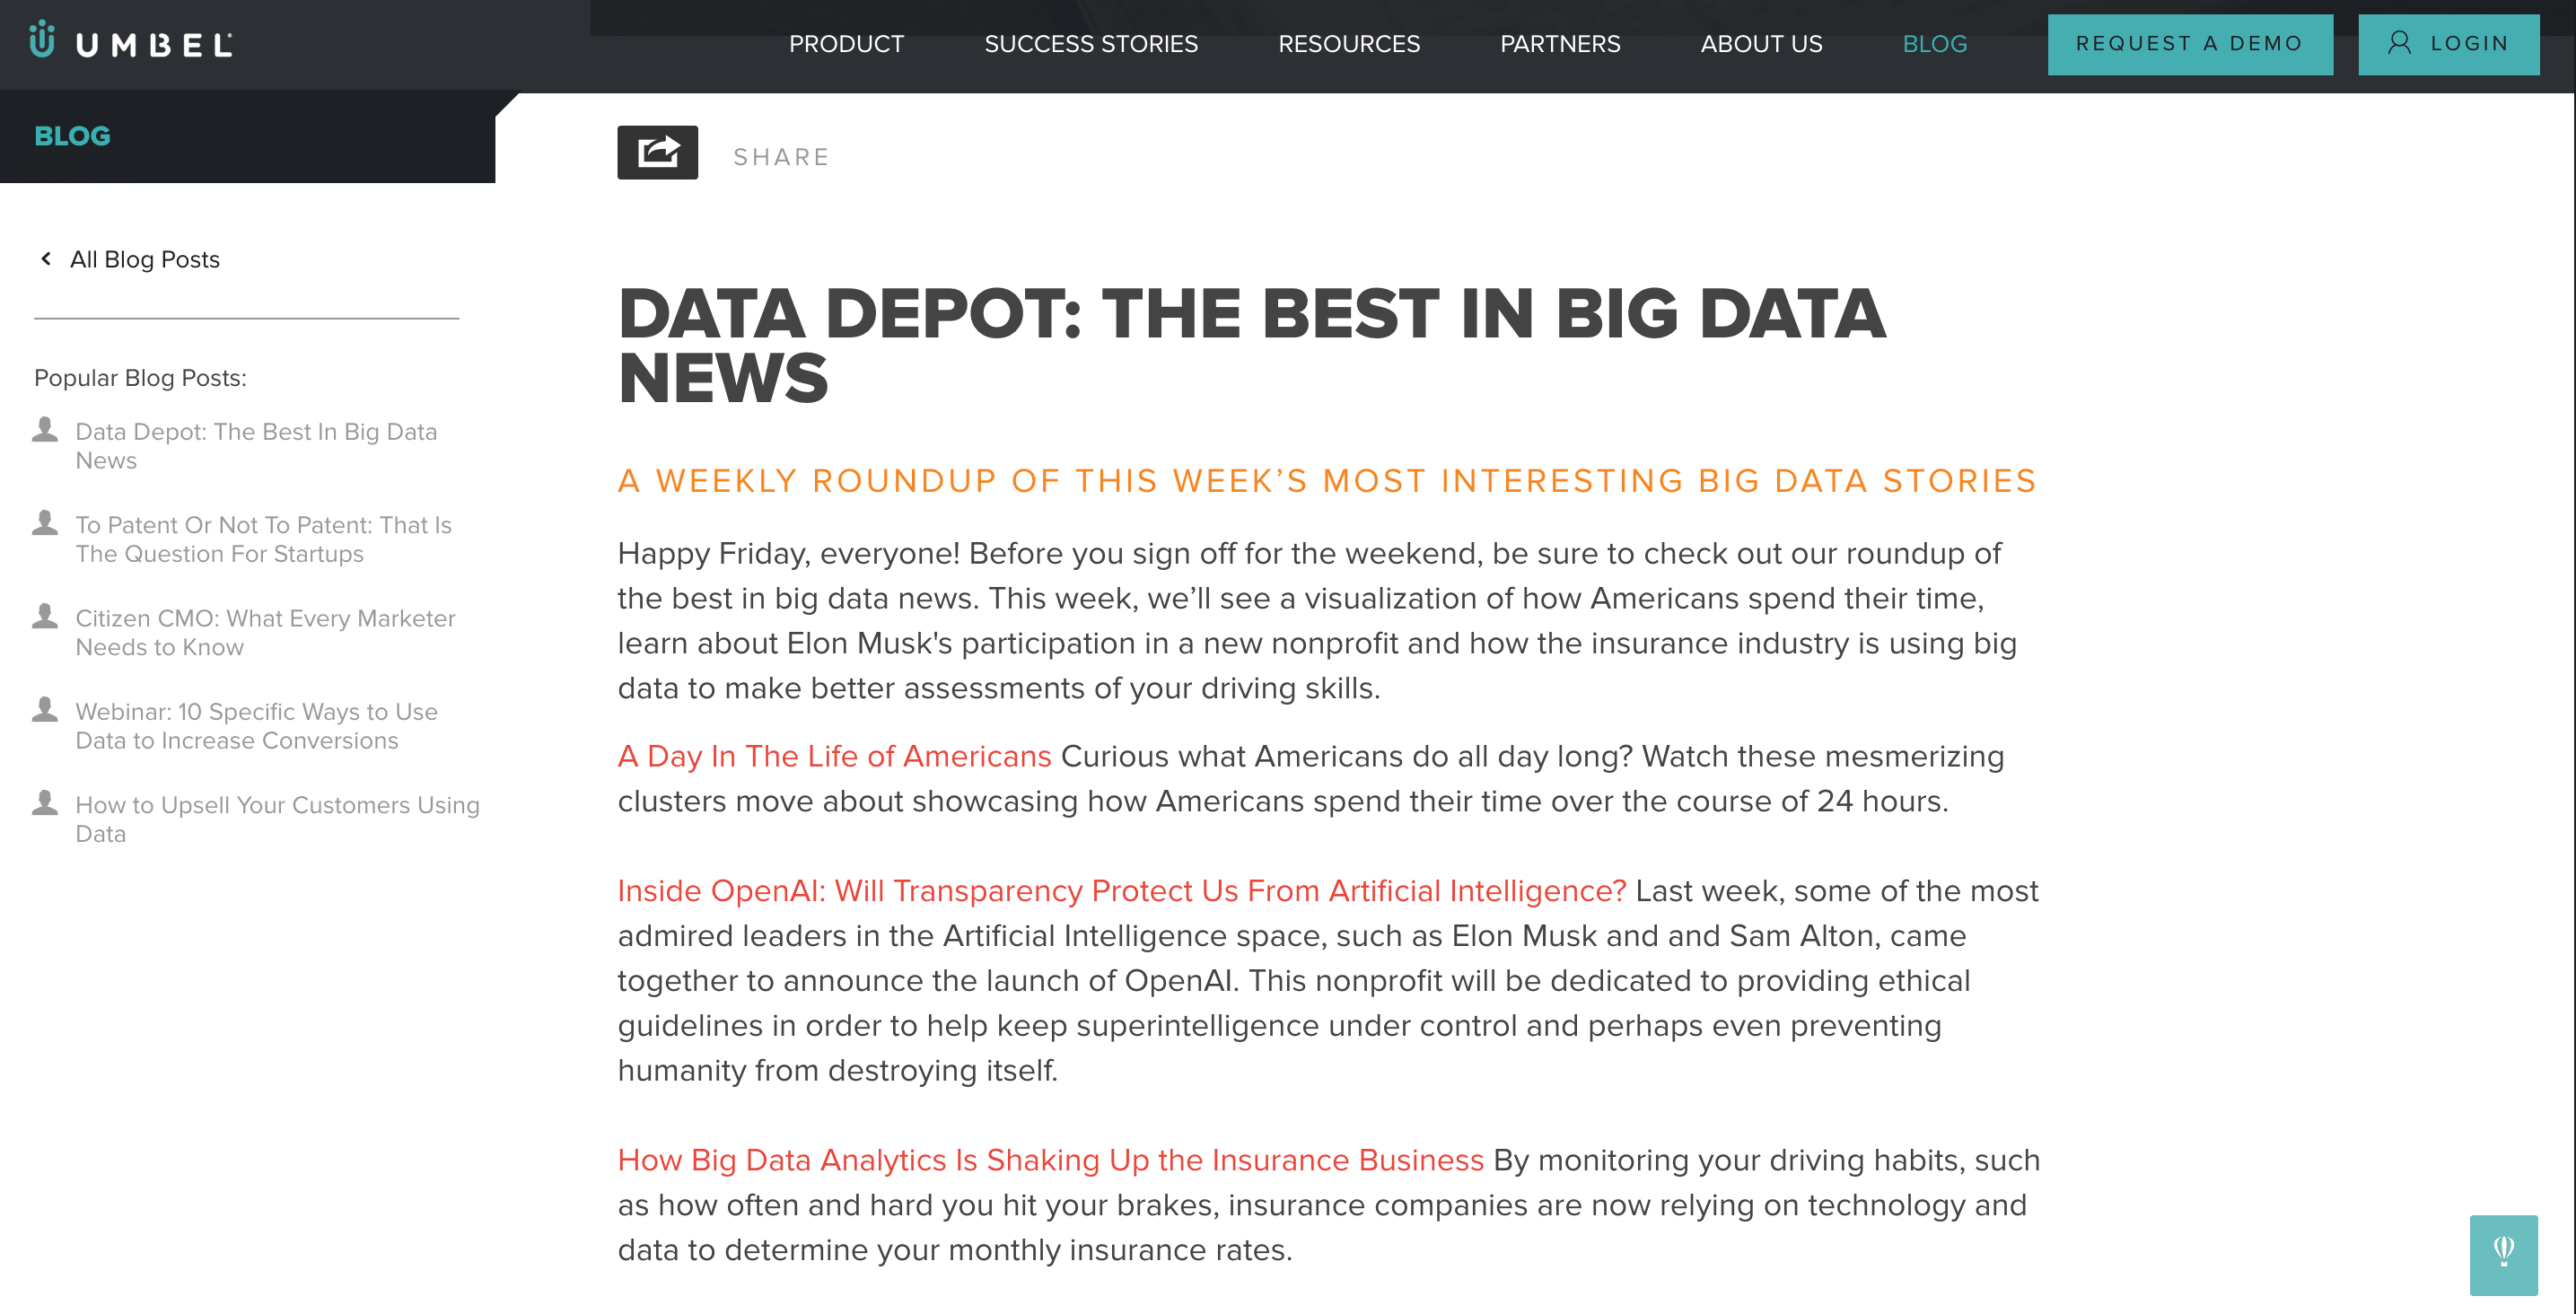 UMBEL
PRODUCT
SUCCESS STORIES
RESOURCES
PARTNERS
ABOUT US
BLOG
REQUEST A DEMO
LOGIN
BLOG
All Blog Posts
Popular Blog Posts:
Data Depot: The Best In Big Data
News
To Patent Or Not To Patent: That Is
The Question For Startups
Citizen CMO: What Every Marketer
Needs to Know
Webinar: 10 Specific Ways to Use
Data to Increase Conversions
How to Upsell Your Customers Using
Data
SHARE
DATA DEPOT: THE BEST IN BIG DATA
NEWS
A WEEKLY ROUNDUP OF THIS WEEK’S MOST INTERESTING BIG DATA STORIES
Happy Friday, everyone! Before you sign off for the weekend, be sure to check out our roundup of
the best in big data news. This week, we’ll see a visualization of how Americans spend their time,
learn about Elon Musk's participation in a new nonprofit and how the insurance industry is using big
data to make better assessments of your driving skills.
A Day In The Life of Americans Curious what Americans do all day long? Watch these mesmerizing
clusters move about showcasing how Americans spend their time over the course of 24 hours.
Inside OpenAI: Will Transparency Protect Us From Artificial Intelligence? Last week, some of the most
admired leaders in the Artificial Intelligence space, such as Elon Musk and and Sam Alton, came
together to announce the launch of OpenAI. This nonprofit will be dedicated to providing ethical
guidelines in order to help keep superintelligence under control and perhaps even preventing
humanity from destroying itself.
How Big Data Analytics Is Shaking Up the Insurance Business By monitoring your driving habits, such
as how often and hard you hit your brakes, insurance companies are now relying on technology and
data to determine your monthly insurance rates.